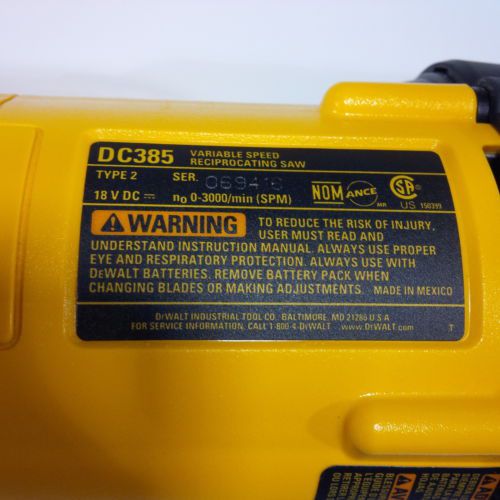 DC385 VARIABLE SPEED
RECIPROCATING SAW
TYPE 2 SER.
18 V DC ⎓ n0 0-3000/min (SPM)
NOM ANCE MR
SA US 150399
WARNING TO REDUCE THE RISK OF INJURY,
USER MUST READ AND
UNDERSTAND INSTRUCTION MANUAL. ALWAYS USE PROPER
EYE AND RESPIRATORY PROTECTION. ALWAYS USE WITH
DEWALT BATTERIES. REMOVE BATTERY PACK WHEN
CHANGING BLADES OR MAKING ADJUSTMENTS. MADE IN MEXICO
DEWALT INDUSTRIAL TOOL CO. BALTIMORE, MD 21286 U S A
FOR SERVICE INFORMATION, CALL 1-800-4-DEWALT www.DEWALT.com T